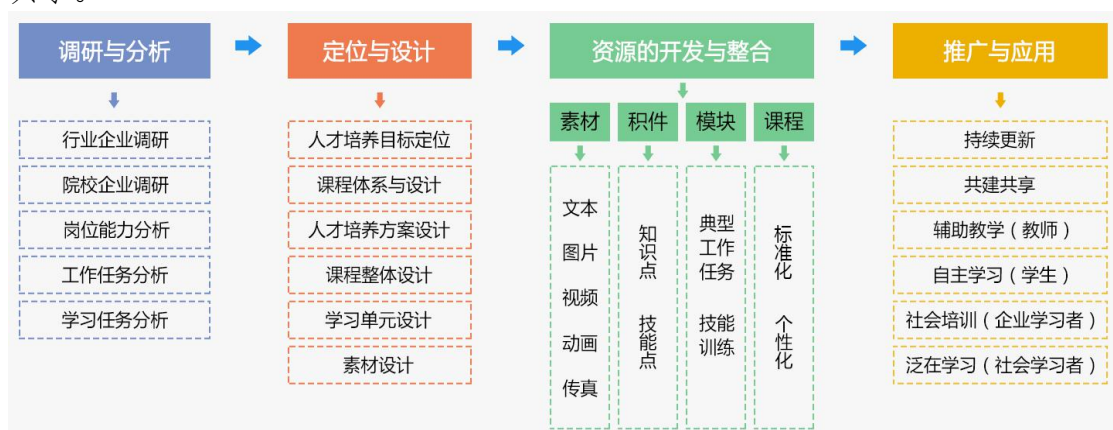 调研与分析
定位与设计
资源的开发与整合
推广与应用
行业企业调研
院校企业调研
岗位能力分析
工作任务分析
学习任务分析
人才培养目标定位
课程体系与设计
人才培养方案设计
课程整体设计
学习单元设计
素材设计
素材
积件
模块
课程
文本
图片
视频
动画
传真
知识点
技能点
典型
工作
任务
技能
训练
标准化
个性化
持续更新
共建共享
辅助教学（教师）
自主学习（学生）
社会培训（企业学习者）
泛在学习（社会学习者）